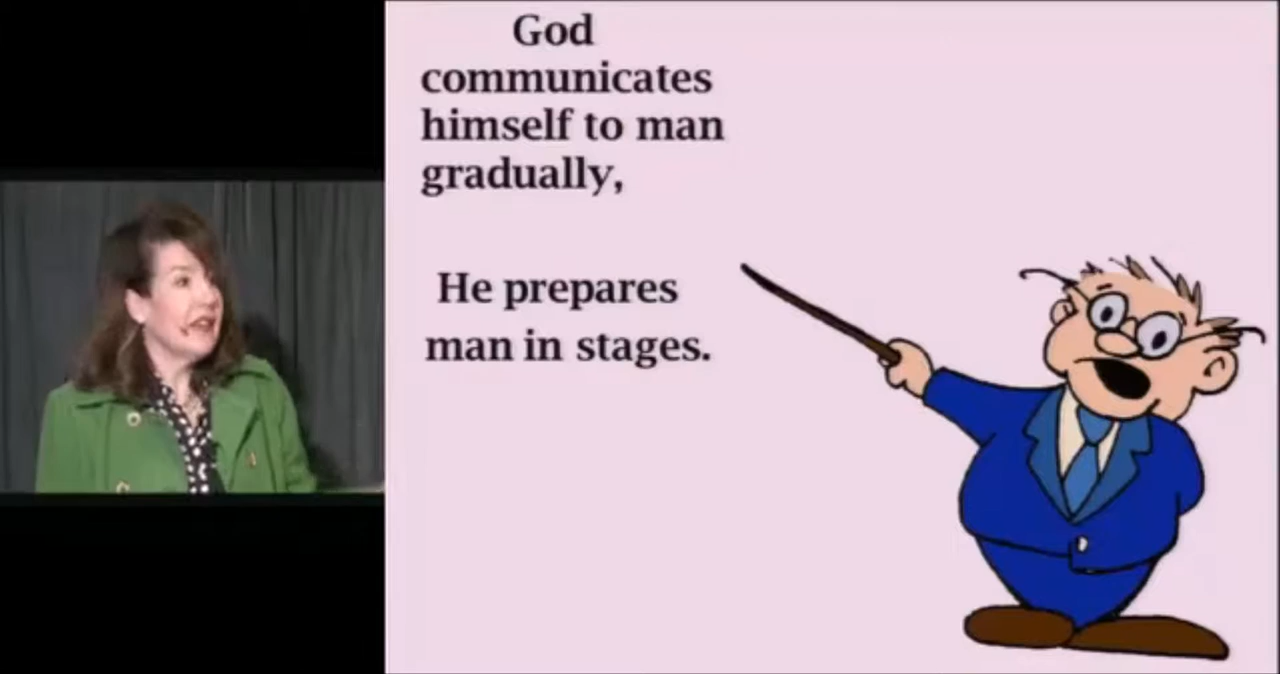 God
communicates
himself to man
gradually,
He prepares
man in stages.